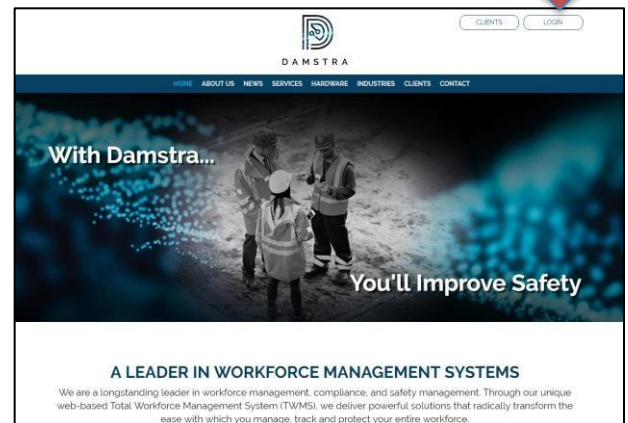 CLIENTS LOGIN
DAMSTRA
HOME ABOUT US NEWS SERVICES HARDWARE INDUSTRIES CLIENTS CONTACT
With Damstra...
You'll Improve Safety
A LEADER IN WORKFORCE MANAGEMENT SYSTEMS
We are a longstanding leader in workforce management, compliance, and safety management. Through our unique
web-based Total Workforce Management System (TWMS), we deliver powerful solutions that radically transform the
ease with which you manage, track and protect your entire workforce.